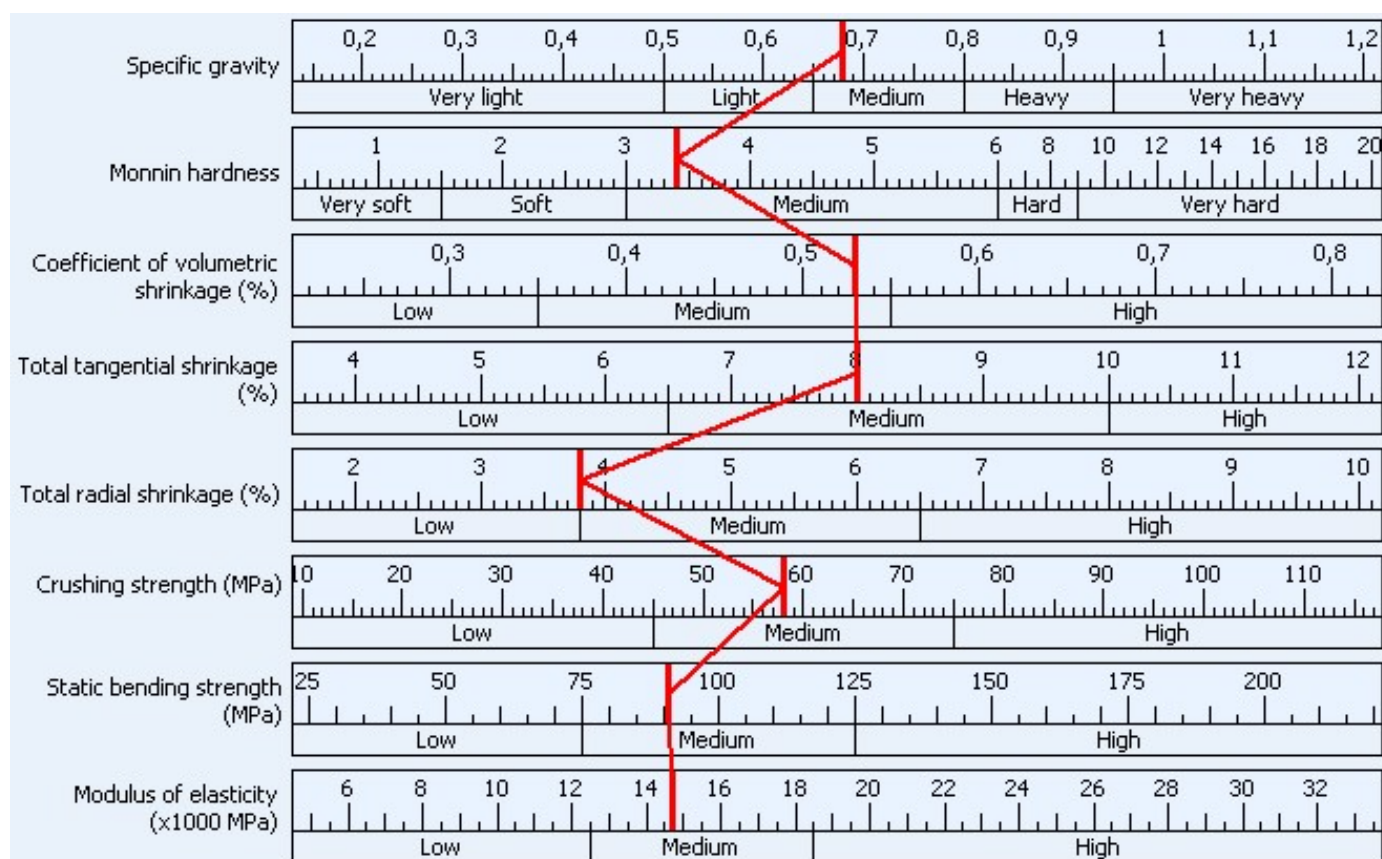 0,2 0,3 0,4 0,5 0,6 0,7 0,8 0,9 1 1,1 1,2
Specific gravity
Very light Light Medium Heavy Very heavy
1 2 3 4 5 6 8 10 12 14 16 18 20
Monnin hardness
Very soft Soft Medium Hard Very hard
0,3 0,4 0,5 0,6 0,7 0,8
Coefficient of volumetric
shrinkage (%)
Low Medium High
4 5 6 7 8 9 10 11 12
Total tangential shrinkage
(%)
Low Medium High
2 3 4 5 6 7 8 9 10
Total radial shrinkage (%)
Low Medium High
10 20 30 40 50 60 70 80 90 100 110
Crushing strength (MPa)
Low Medium High
25 50 75 100 125 150 175 200
Static bending strength
(MPa)
Low Medium High
6 8 10 12 14 16 18 20 22 24 26 28 30 32
Modulus of elasticity
(x1000 MPa)
Low Medium High